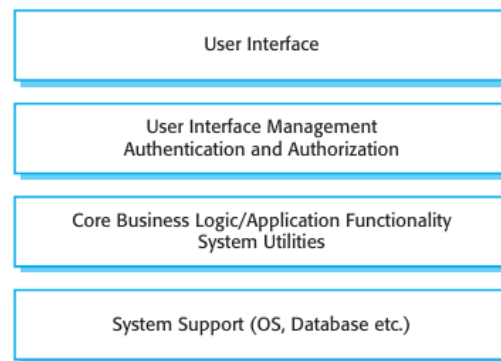 User Interface
User Interface Management
Authentication and Authorization
Core Business Logic/Application Functionality
System Utilities
System Support (OS, Database etc.)